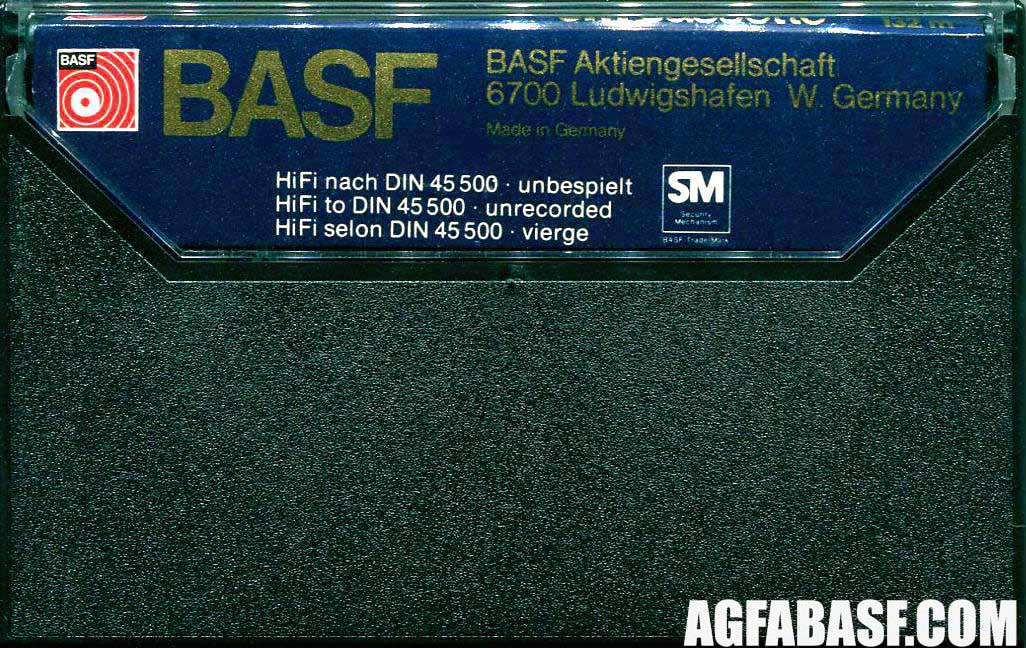 132 m
BASF
BASF
BASF Aktiengesellschaft
6700 Ludwigshafen W. Germany
Made in Germany
HiFi nach DIN 45 500 · unbespielt
HiFi to DIN 45 500 · unrecorded
HiFi selon DIN 45 500 · vierge
SM
Security
Mechanism
BASF Trade Mark
AGFABASF.COM